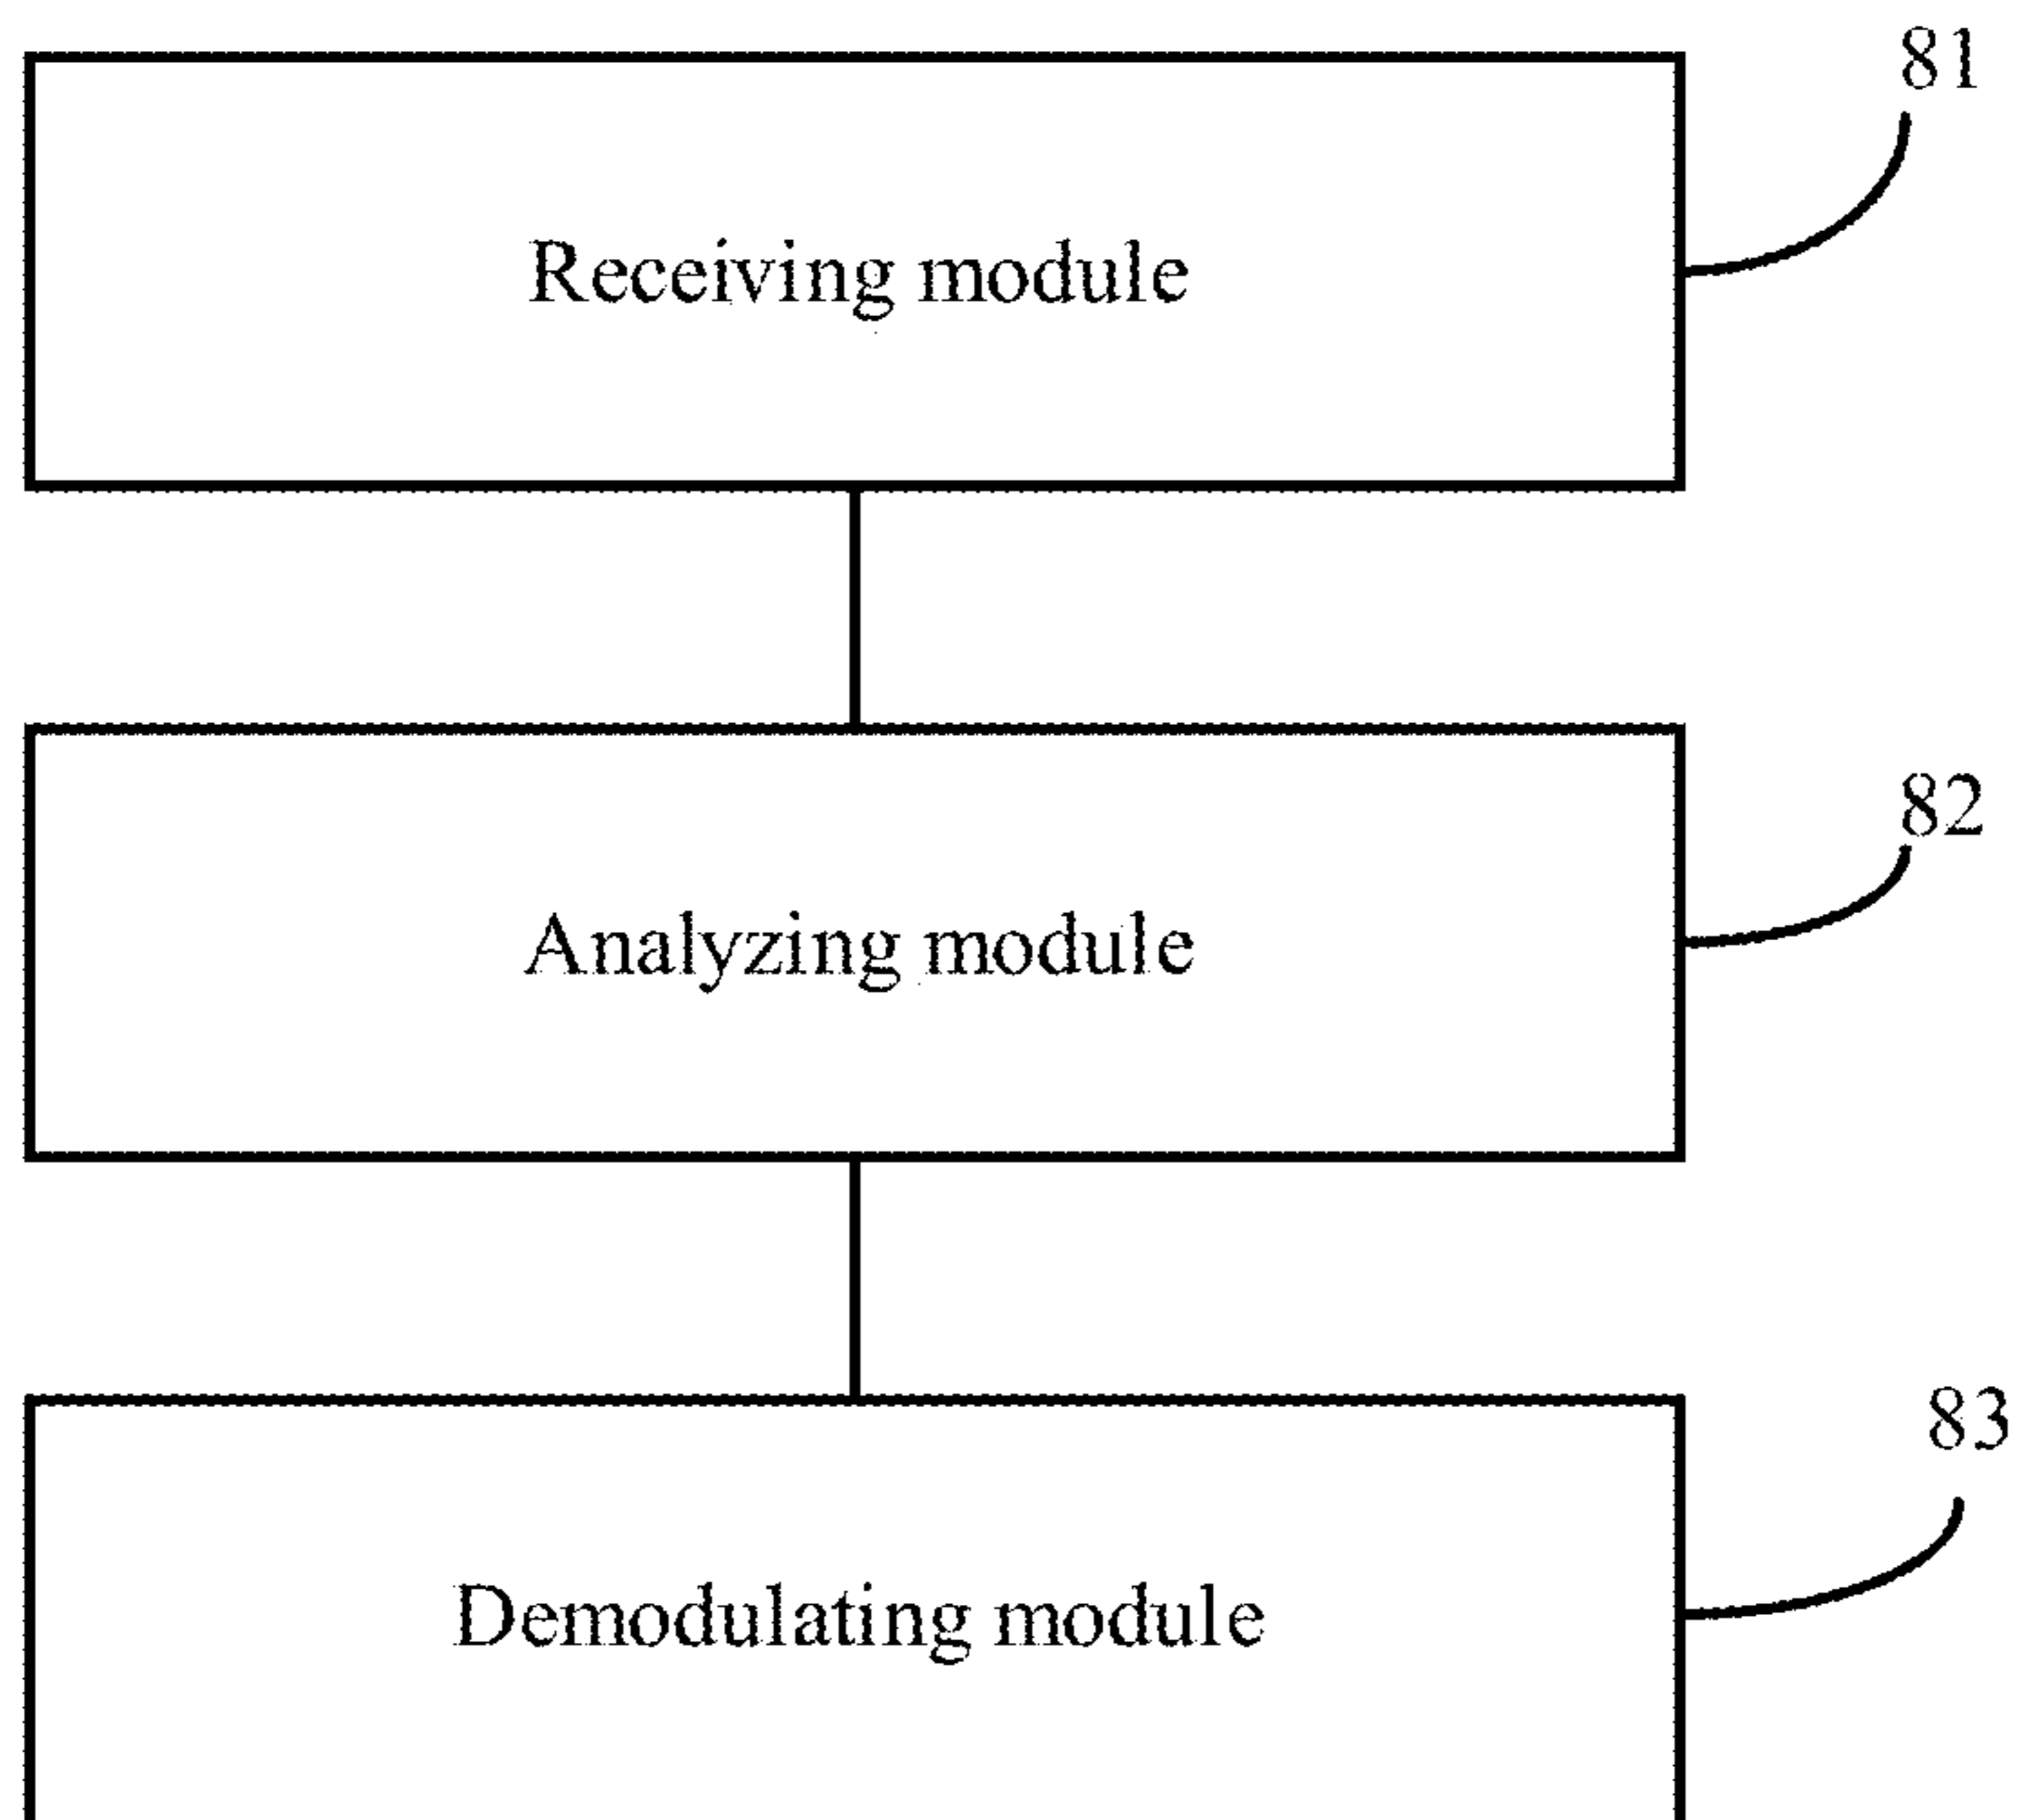 81
Receiving module
82
Analyzing module
83
Demodulating module